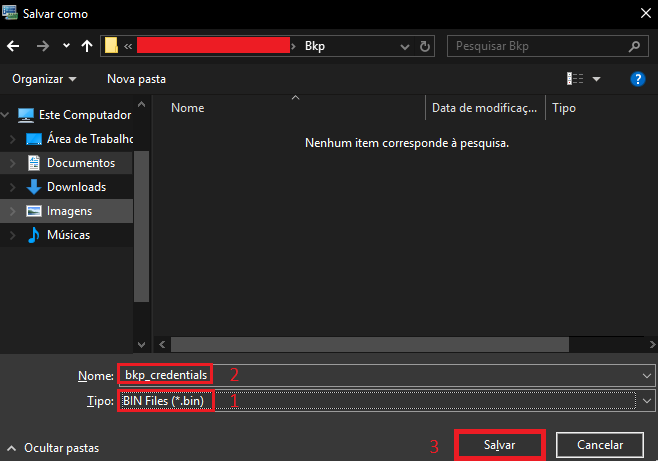 Salvar como
« Bkp
Pesquisar Bkp
Organizar
Nova pasta
?
Este Computador
Área de Trabalho
Documentos
Downloads
Imagens
Músicas
Nome
Data de modificaç...
Tipo
Nenhum item corresponde à pesquisa.
Nome: bkp_credentials 2
Tipo: BIN Files (*.bin) 1
Ocultar pastas
3 Salvar
Cancelar